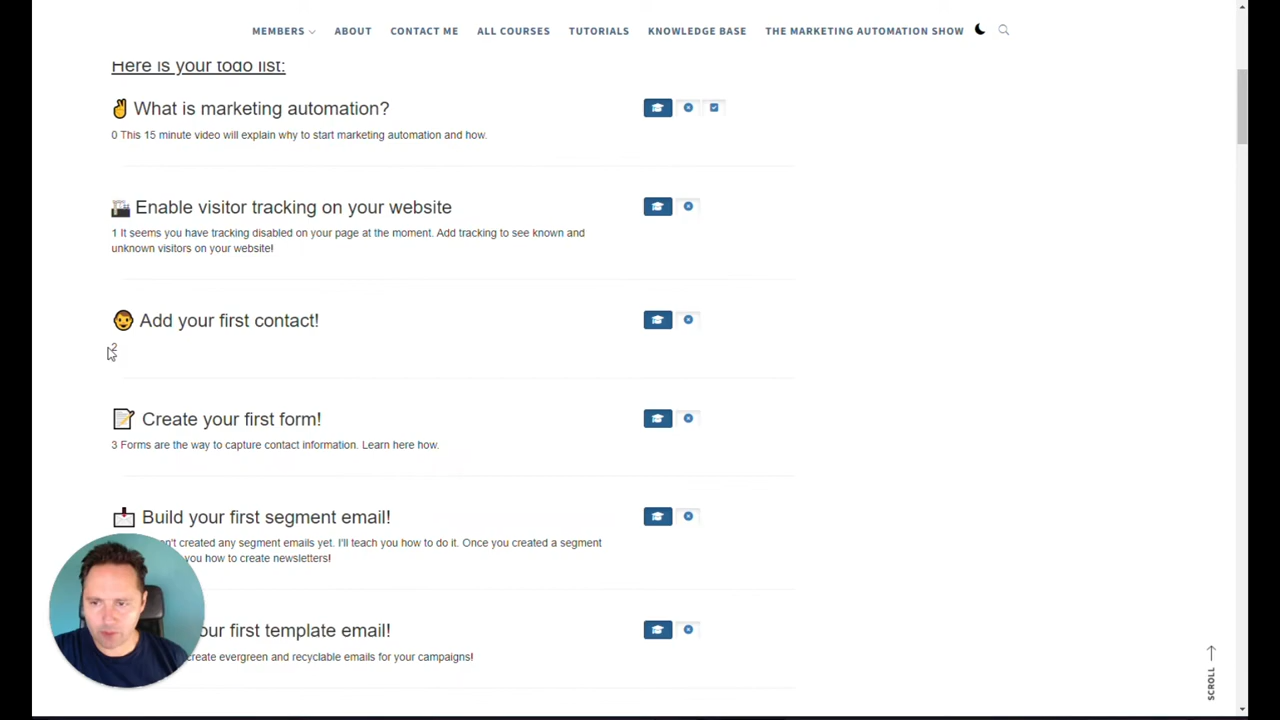 MEMBERS ABOUT CONTACT ME ALL COURSES TUTORIALS KNOWLEDGE BASE THE MARKETING AUTOMATION SHOW
Here is your todo list:
What is marketing automation?
0 This 15 minute video will explain why to start marketing automation and how.
Enable visitor tracking on your website
1 It seems you have tracking disabled on your page at the moment. Add tracking to see known and
unknown visitors on your website!
Add your first contact!
2
Create your first form!
3 Forms are the way to capture contact information. Learn here how.
Build your first segment email!
created any segment emails yet. I'll teach you how to do it. Once you created a segment
you how to create newsletters!
your first template email!
create evergreen and recyclable emails for your campaigns!
SCROLL